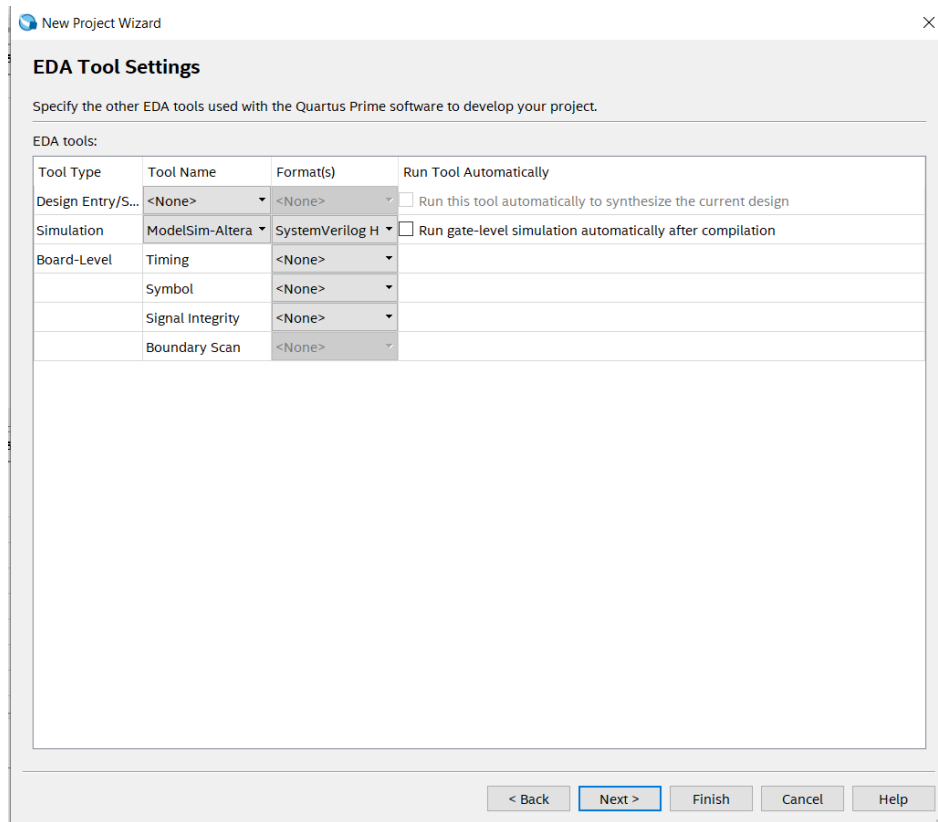 New Project Wizard
EDA Tool Settings
Specify the other EDA tools used with the Quartus Prime software to develop your project.
EDA tools:
Tool Type Tool Name Format(s) Run Tool Automatically
Design Entry/S... <None> <None> Run this tool automatically to synthesize the current design
Simulation ModelSim-Altera SystemVerilog H Run gate-level simulation automatically after compilation
Board-Level Timing <None>
Symbol <None>
Signal Integrity <None>
Boundary Scan <None>
< Back Next > Finish Cancel Help